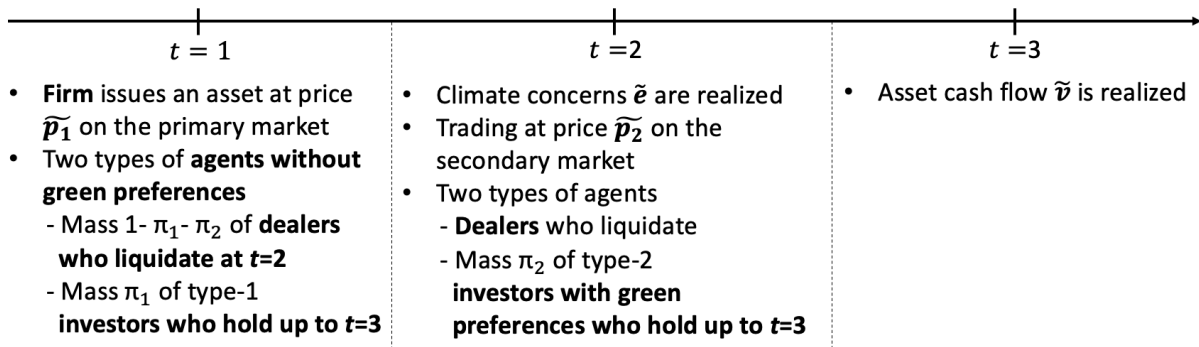 t = 1
• Firm issues an asset at price
p̃₁ on the primary market
• Two types of agents without
green preferences
- Mass 1- π₁- π₂ of dealers
who liquidate at t=2
- Mass π₁ of type-1
investors who hold up to t=3
t =2
• Climate concerns ẽ are realized
• Trading at price p̃₂ on the
secondary market
• Two types of agents
- Dealers who liquidate
- Mass π₂ of type-2
investors with green
preferences who hold up to t=3
t =3
• Asset cash flow ṽ is realized